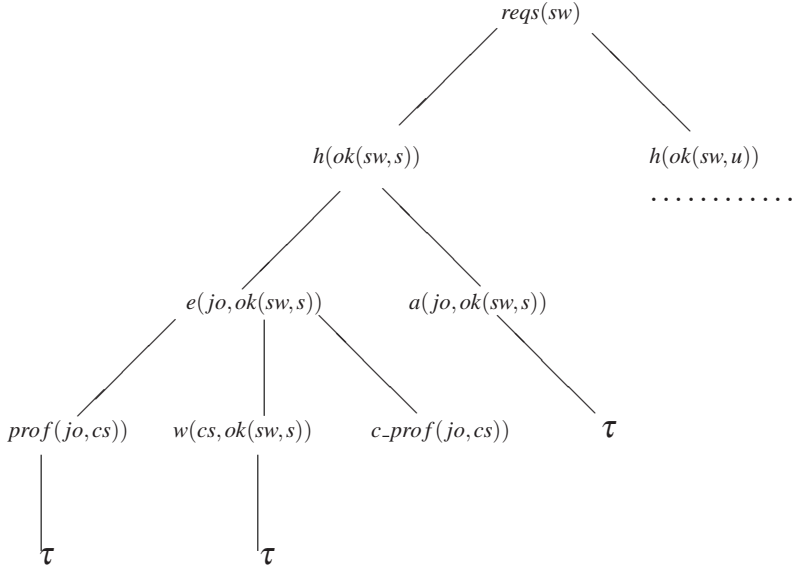 reqs(sw)
h(ok(sw,s)) h(ok(sw,u))
............
e(jo,ok(sw,s)) a(jo,ok(sw,s))
prof(jo,cs)) w(cs,ok(sw,s)) c_prof(jo,cs)) τ
τ τ